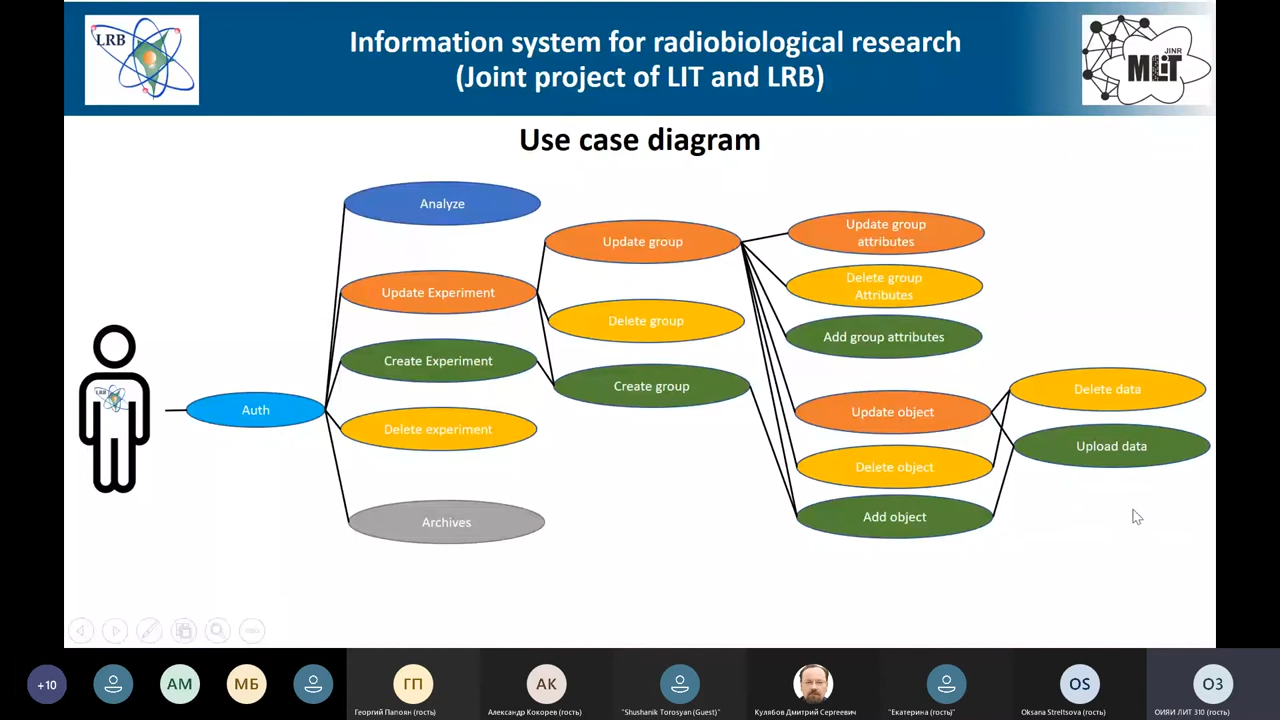 LRB
Information system for radiobiological research
(Joint project of LIT and LRB)
JINR
MLIT
Use case diagram
Analyze
Update Experiment
Create Experiment
Delete experiment
Archives
Auth
Update group
Delete group
Create group
Update group
attributes
Delete group
Attributes
Add group attributes
Update object
Delete object
Add object
Delete data
Upload data
LRB
+10
АМ
МБ
ГП
АК
OS
ОЗ
Георгий Папоян (гость)
Александр Кокорев (гость)
"Shushanik Torosyan (Guest)"
Кулябов Дмитрий Сергеевич
"Екатерина (гость)"
Oksana Streltsova (гость)
ОИЯИ ЛИТ 310 (гость)